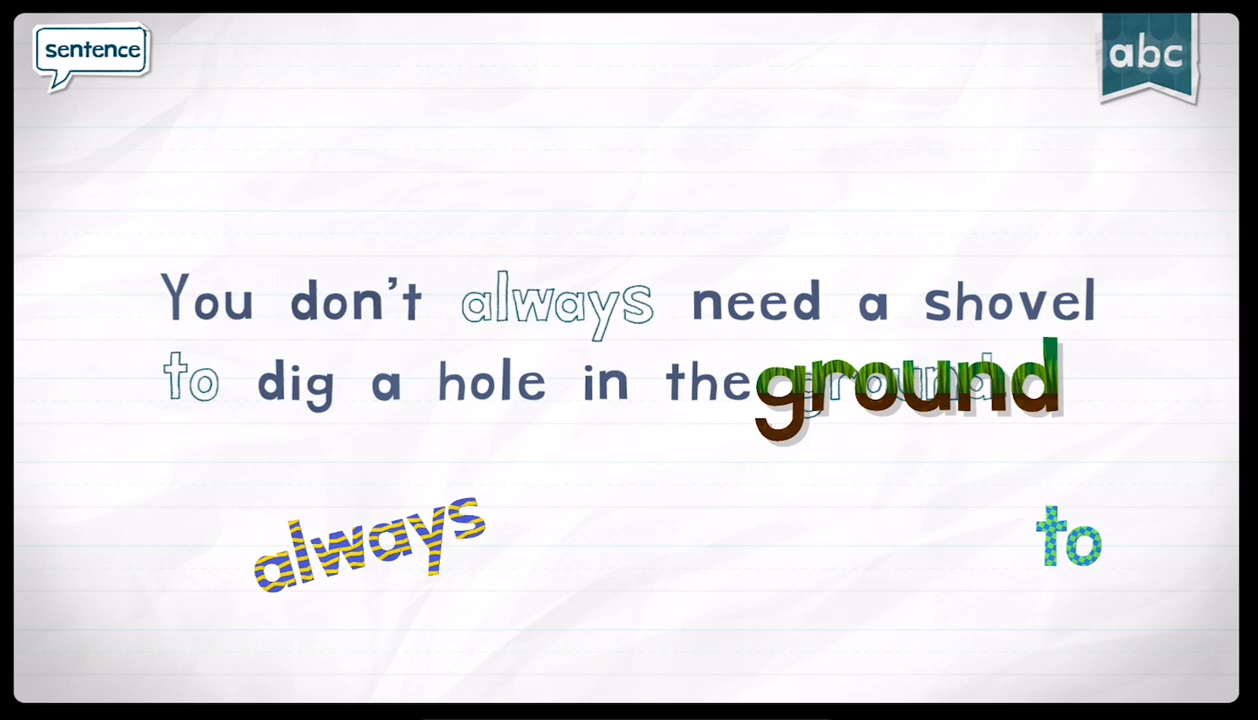 sentence
abc
You don't always need a shovel
to dig a hole in the ground
always
to